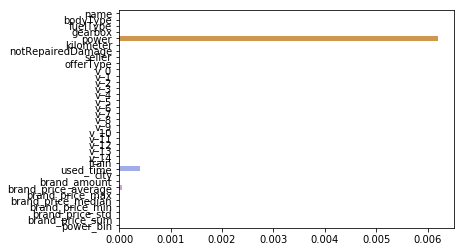 name
bodyType
fuelType
gearbox
power
kilometer
notRepairedDamage
seller
offerType
v_0
v_1
v_2
v_3
v_4
v_5
v_6
v_7
v_8
v_9
v_10
v_11
v_12
v_13
v_14
train
used_time
city
brand_amount
brand_price_average
brand_price_max
brand_price_median
brand_price_min
brand_price_std
brand_price_sum
power_bin
0.000 0.001 0.002 0.003 0.004 0.005 0.006